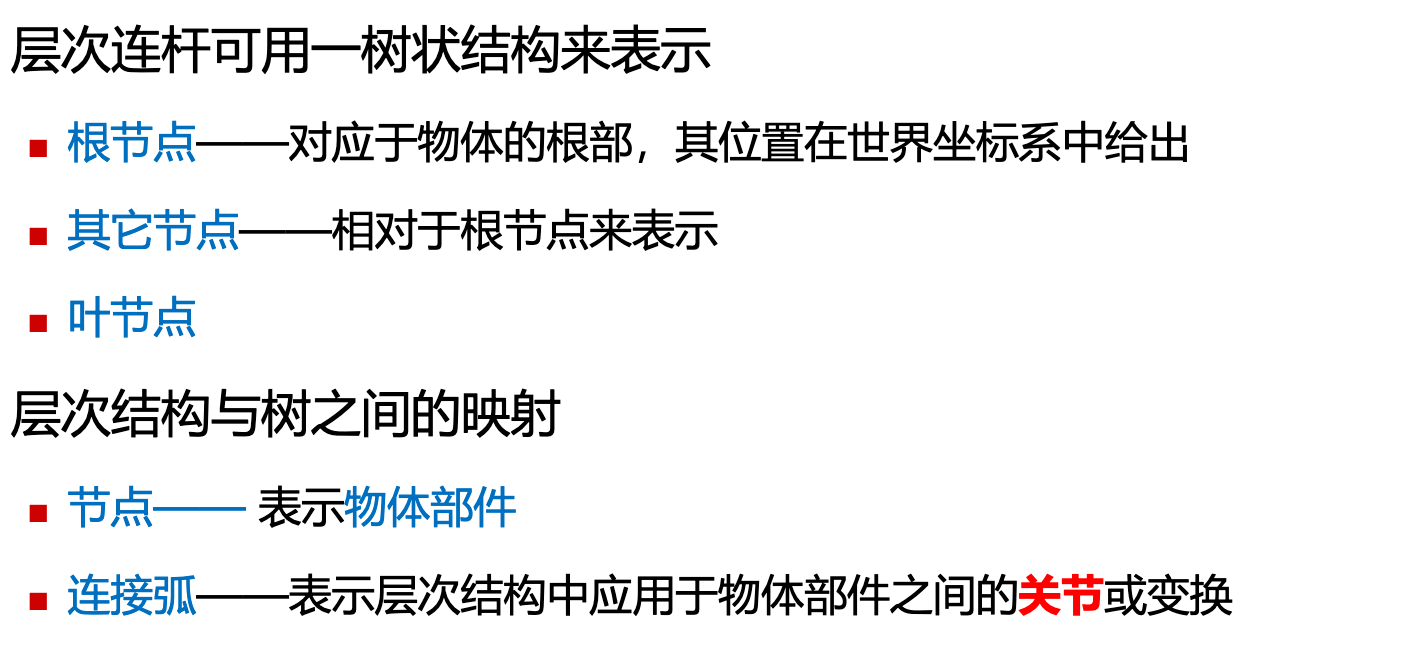 层次连杆可用一树状结构来表示
■ 根节点——对应于物体的根部，其位置在世界坐标系中给出
■ 其它节点——相对于根节点来表示
■ 叶节点
层次结构与树之间的映射
■ 节点—— 表示物体部件
■ 连接弧——表示层次结构中应用于物体部件之间的关节或变换